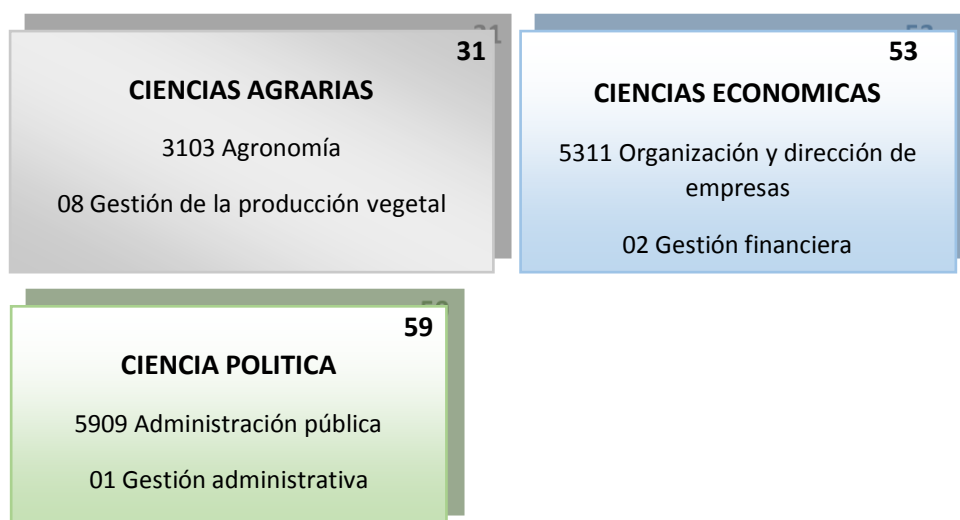 31
CIENCIAS AGRARIAS
3103 Agronomía
08 Gestión de la producción vegetal
53
CIENCIAS ECONOMICAS
5311 Organización y dirección de
empresas
02 Gestión financiera
59
CIENCIA POLITICA
5909 Administración pública
01 Gestión administrativa